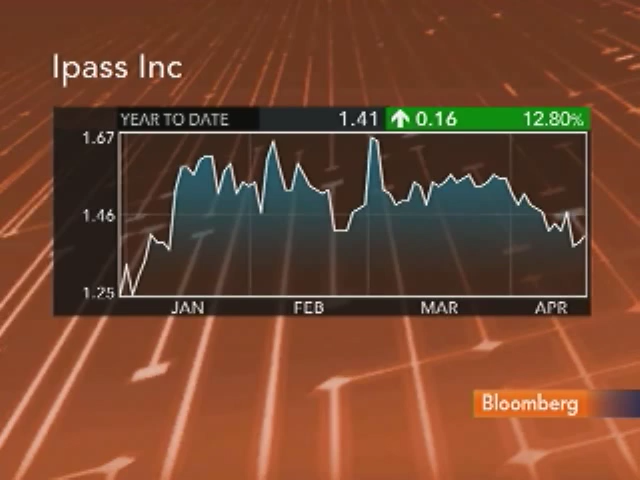 Ipass Inc
YEAR TO DATE 1.41 0.16 12.80%
1.67
1.46
1.25
JAN FEB MAR APR
Bloomberg